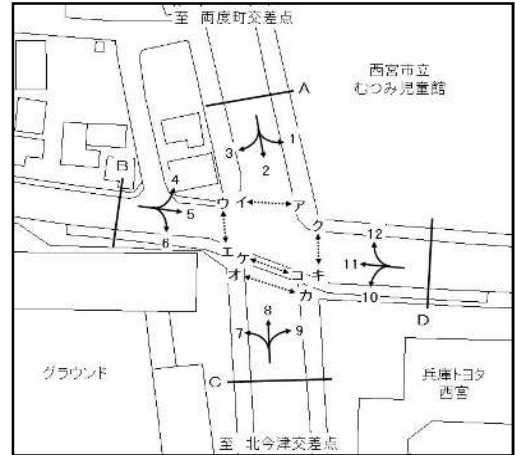 至 両度町交差点
西宮市立
むつみ児童館
A
1
2
3
B
4
5
6
ウ イ ア
ク
12
11
10
エ ケ
オ
コ キ
カ
D
8
7 9
C
グラウンド
兵庫トヨタ
西宮
至 北今津交差点